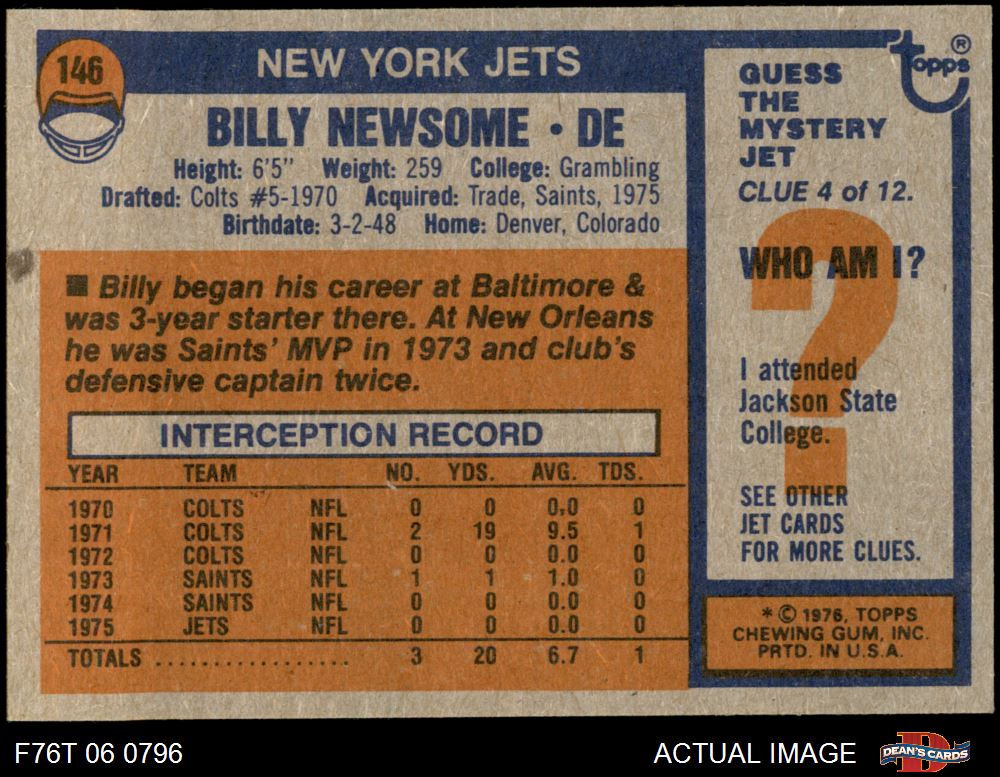 146
NEW YORK JETS
BILLY NEWSOME • DE
Height: 6'5" Weight: 259 College: Grambling
Drafted: Colts #5-1970 Acquired: Trade, Saints, 1975
Birthdate: 3-2-48 Home: Denver, Colorado
■ Billy began his career at Baltimore &
was 3-year starter there. At New Orleans
he was Saints' MVP in 1973 and club's
defensive captain twice.
INTERCEPTION RECORD
YEAR TEAM NO. YDS. AVG. TDS.
1970 COLTS NFL 0 0 0.0 0
1971 COLTS NFL 2 19 9.5 1
1972 COLTS NFL 0 0 0.0 0
1973 SAINTS NFL 1 1 1.0 0
1974 SAINTS NFL 0 0 0.0 0
1975 JETS NFL 0 0 0.0 0
TOTALS .................. 3 20 6.7 1
topps®
GUESS
THE
MYSTERY
JET
CLUE 4 of 12.
?
WHO AM I?
I attended
Jackson State
College.
SEE OTHER
JET CARDS
FOR MORE CLUES.
* © 1976, TOPPS
CHEWING GUM, INC.
PRTD. IN U.S.A.
F76T 06 0796
ACTUAL IMAGE
D
DEAN'S CARDS